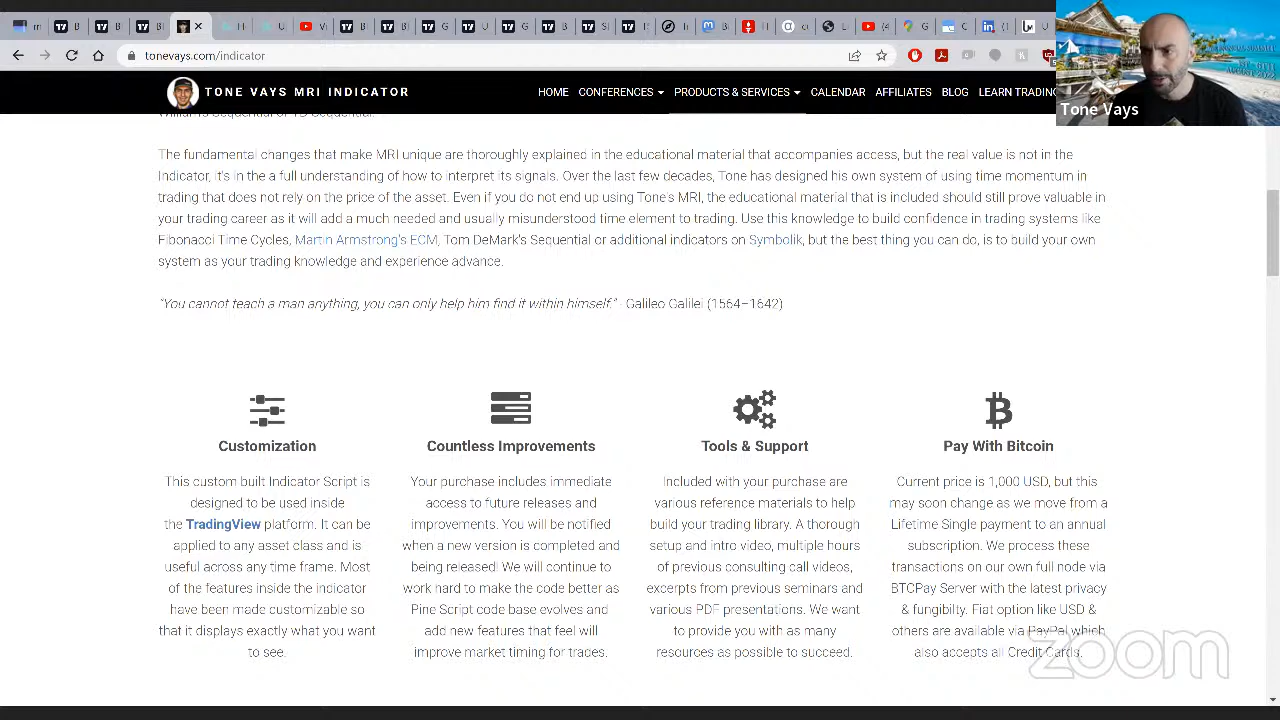 tonevays.com/indicator
TONE VAYS MRI INDICATOR
HOME CONFERENCES PRODUCTS & SERVICES CALENDAR AFFILIATES BLOG LEARN TRADING
Tone Vays
The fundamental changes that make MRI unique are thoroughly explained in the educational material that accompanies access, but the real value is not in the
Indicator, it's in the a full understanding of how to interpret its signals. Over the last few decades, Tone has designed his own system of using time momentum in
trading that does not rely on the price of the asset. Even if you do not end up using Tone's MRI, the educational material that is included should still prove valuable in
your trading career as it will add a much needed and usually misunderstood time element to trading. Use this knowledge to build confidence in trading systems like
Fibonacci Time Cycles, Martin Armstrong's ECM, Tom DeMark's Sequential or additional indicators on Symbolik, but the best thing you can do, is to build your own
system as your trading knowledge and experience advance.
"You cannot teach a man anything, you can only help him find it within himself." - Galileo Galilei (1564–1642)
Customization
This custom built Indicator Script is
designed to be used inside
the TradingView platform. It can be
applied to any asset class and is
useful across any time frame. Most
of the features inside the indicator
have been made customizable so
that it displays exactly what you want
to see.
Countless Improvements
Your purchase includes immediate
access to future releases and
improvements. You will be notified
when a new version is completed and
being released! We will continue to
work hard to make the code better as
Pine Script code base evolves and
add new features that feel will
improve market timing for trades.
Tools & Support
Included with your purchase are
various reference materials to help
build your trading library. A thorough
setup and intro video, multiple hours
of previous consulting call videos,
excerpts from previous seminars and
various PDF presentations. We want
to provide you with as many
resources as possible to succeed.
Pay With Bitcoin
Current price is 1,000 USD, but this
may soon change as we move from a
Lifetime Single payment to an annual
subscription. We process these
transactions on our own full node via
BTCPay Server with the latest privacy
& fungibilty. Fiat option like USD &
others are available via PayPal which
also accepts all Credit Cards.
zoom